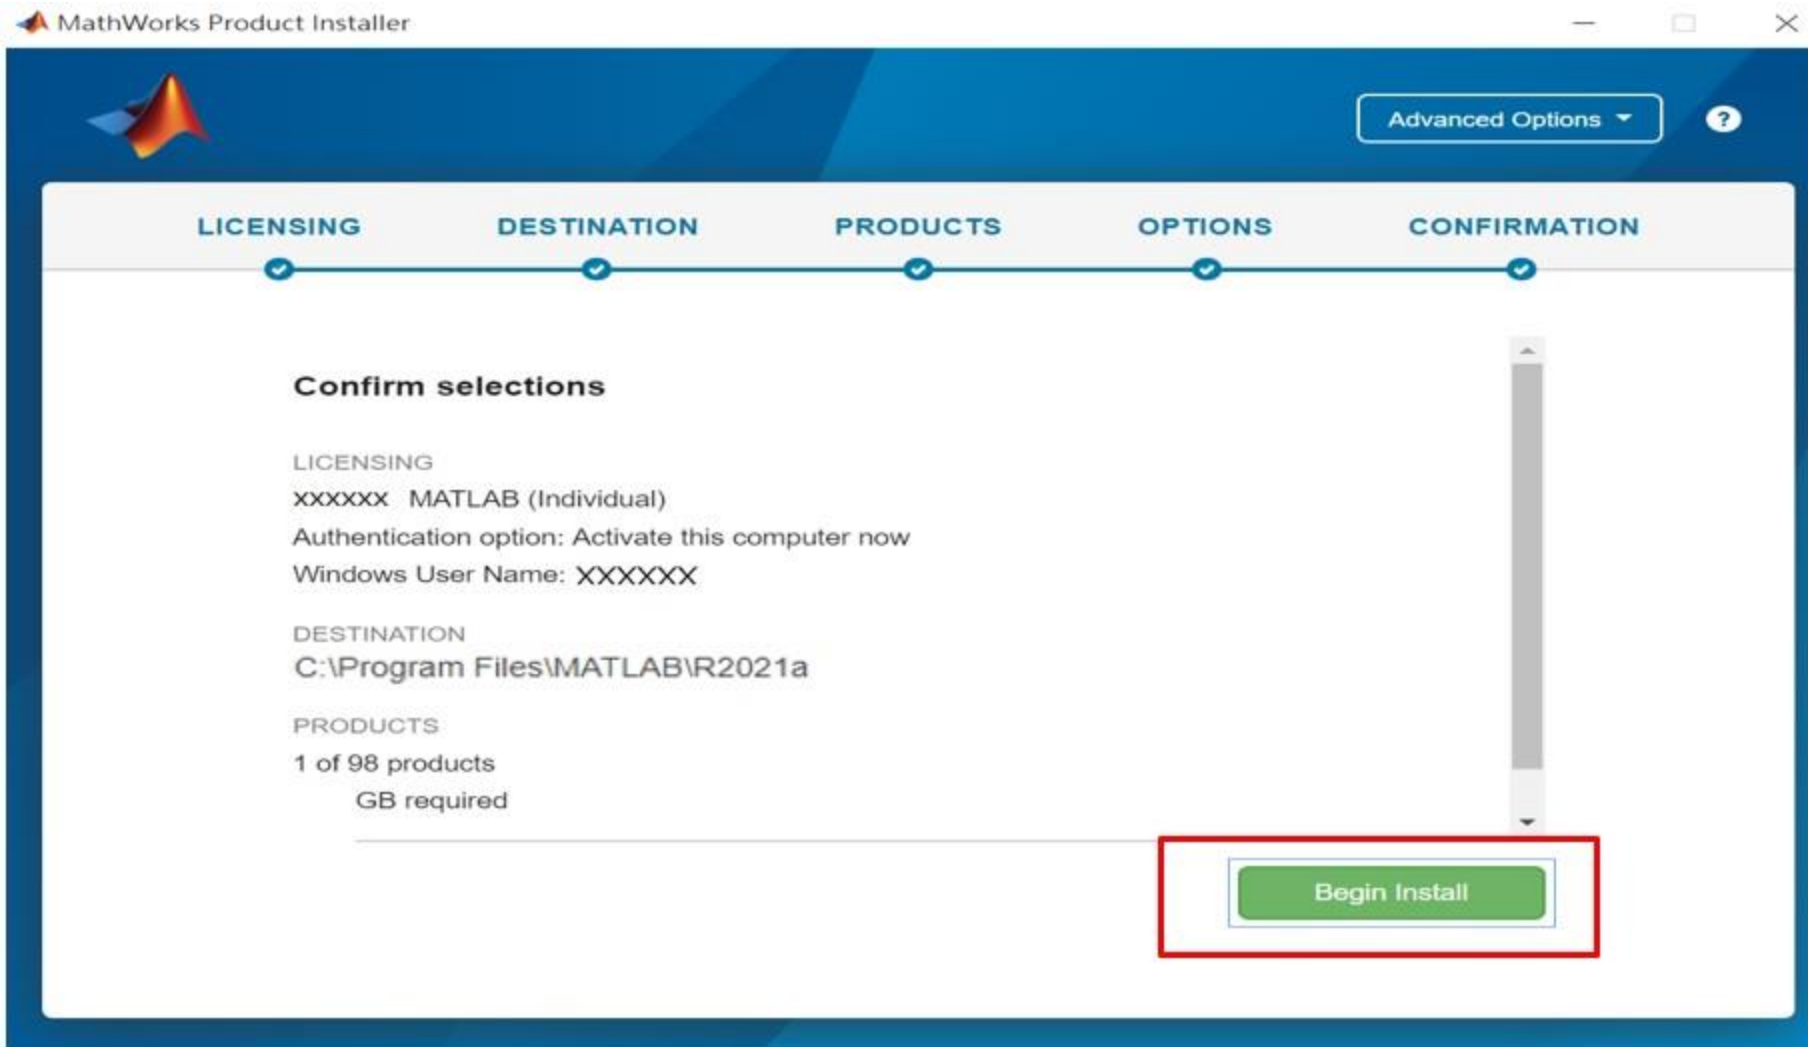 MathWorks Product Installer
Advanced Options
?
LICENSING DESTINATION PRODUCTS OPTIONS CONFIRMATION
Confirm selections
LICENSING
xxxxxx MATLAB (Individual)
Authentication option: Activate this computer now
Windows User Name: XXXXXX
DESTINATION
C:\Program Files\MATLAB\R2021a
PRODUCTS
1 of 98 products
GB required
Begin Install